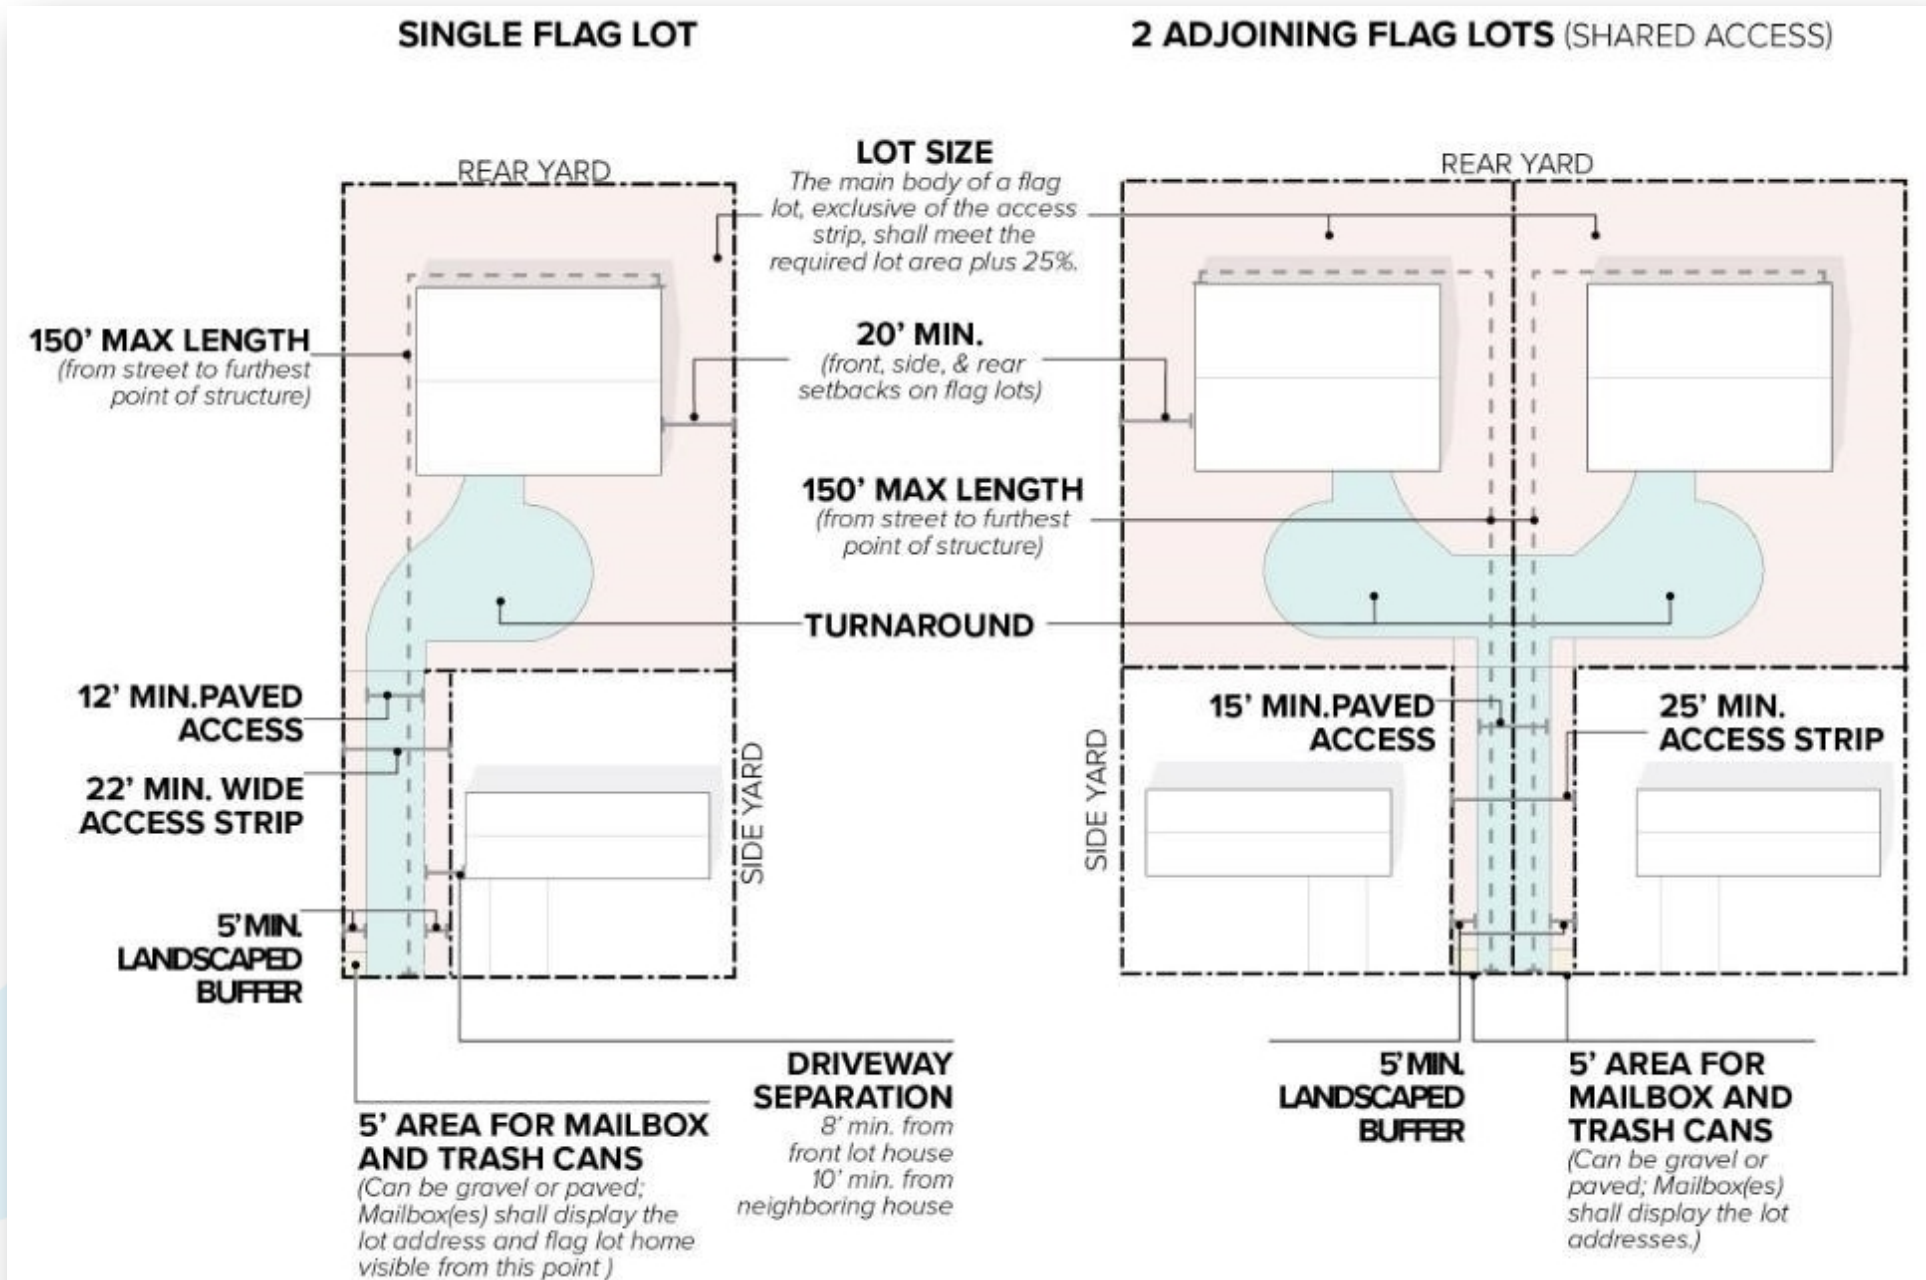 SINGLE FLAG LOT
2 ADJOINING FLAG LOTS (SHARED ACCESS)
REAR YARD
LOT SIZE
The main body of a flag
lot, exclusive of the access
strip, shall meet the
required lot area plus 25%.
REAR YARD
150’ MAX LENGTH
(from street to furthest
point of structure)
20’ MIN.
(front, side, & rear
setbacks on flag lots)
150’ MAX LENGTH
(from street to furthest
point of structure)
TURNAROUND
12’ MIN.PAVED
ACCESS
22’ MIN. WIDE
ACCESS STRIP
SIDE YARD
5’ MIN.
LANDSCAPED
BUFFER
SIDE YARD
15’ MIN.PAVED
ACCESS
25’ MIN.
ACCESS STRIP
5’ AREA FOR MAILBOX
AND TRASH CANS
(Can be gravel or paved;
Mailbox(es) shall display the
lot address and flag lot home
visible from this point )
DRIVEWAY
SEPARATION
8’ min. from
front lot house
10’ min. from
neighboring house
5’ MIN.
LANDSCAPED
BUFFER
5’ AREA FOR
MAILBOX AND
TRASH CANS
(Can be gravel or
paved; Mailbox(es)
shall display the lot
addresses.)